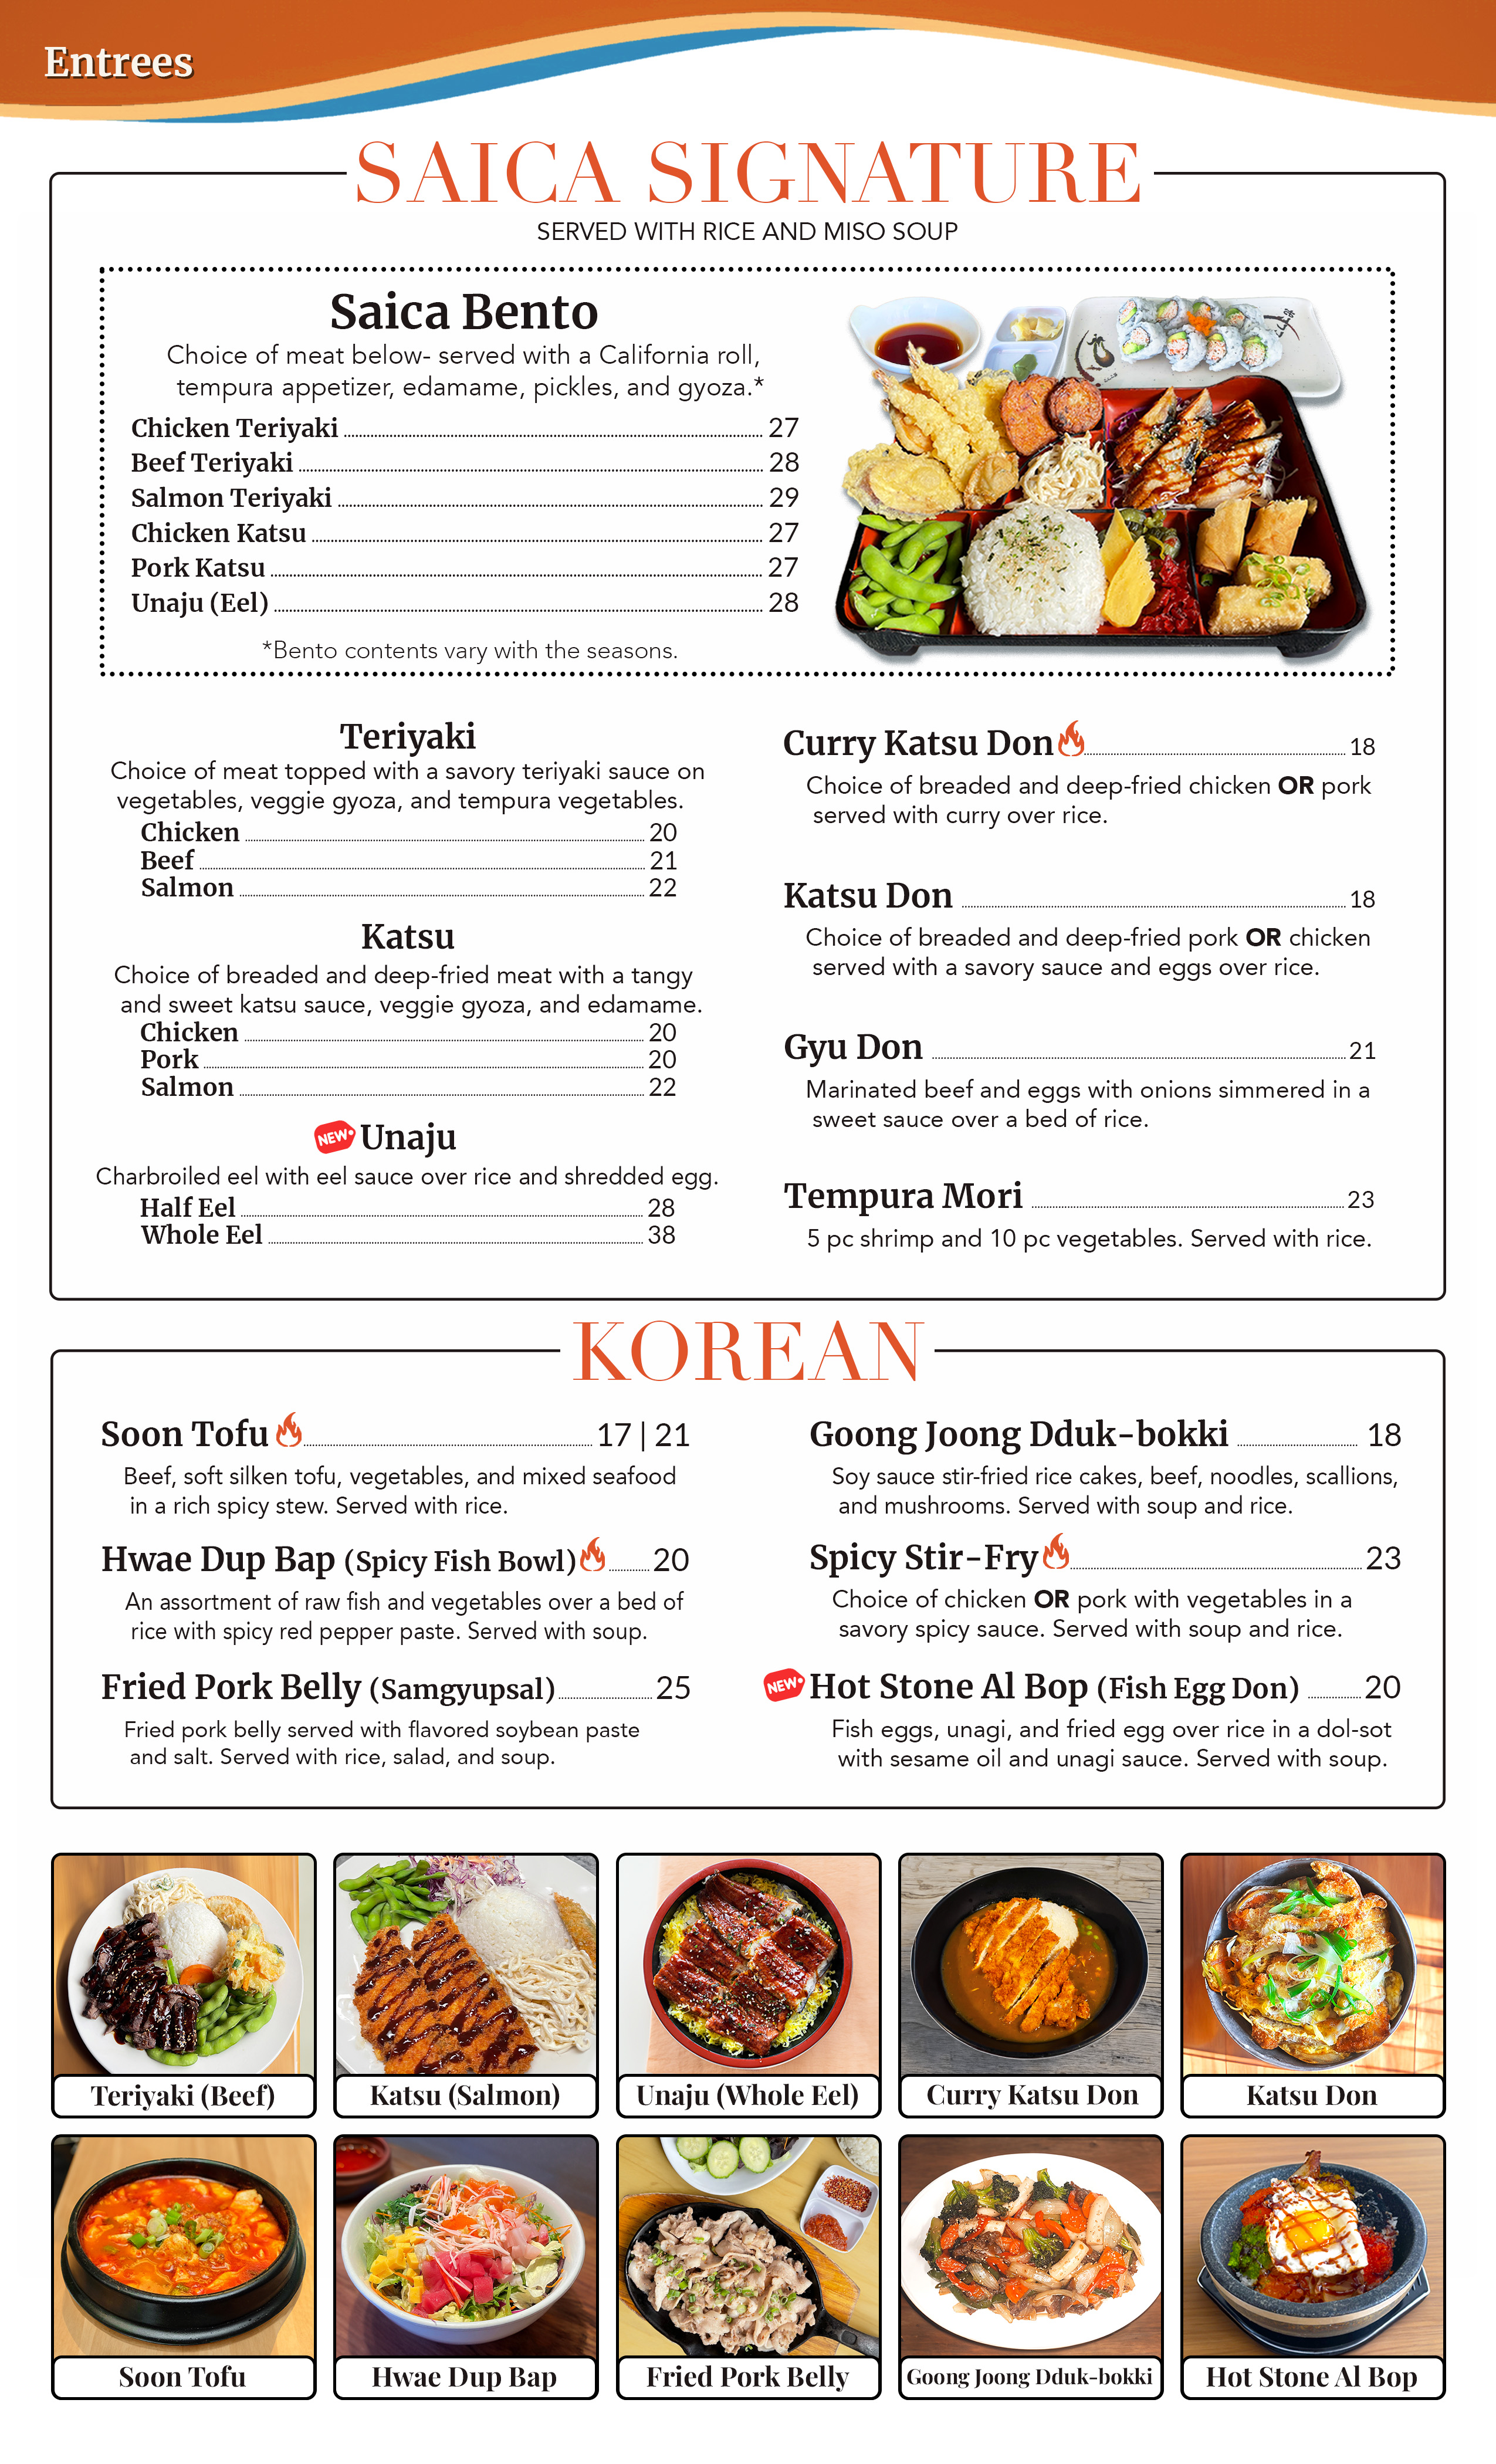 Entrees
SAICA SIGNATURE
SERVED WITH RICE AND MISO SOUP
Saica Bento
Choice of meat below- served with a California roll,
tempura appetizer, edamame, pickles, and gyoza.*
Chicken Teriyaki 27
Beef Teriyaki 28
Salmon Teriyaki 29
Chicken Katsu 27
Pork Katsu 27
Unaju (Eel) 28
*Bento contents vary with the seasons.
Teriyaki
Choice of meat topped with a savory teriyaki sauce on
vegetables, veggie gyoza, and tempura vegetables.
Chicken 20
Beef 21
Salmon 22
Katsu
Choice of breaded and deep-fried meat with a tangy
and sweet katsu sauce, veggie gyoza, and edamame.
Chicken 20
Pork 20
Salmon 22
NEW Unaju
Charbroiled eel with eel sauce over rice and shredded egg.
Half Eel 28
Whole Eel 38
Curry Katsu Don 18
Choice of breaded and deep-fried chicken OR pork
served with curry over rice.
Katsu Don 18
Choice of breaded and deep-fried pork OR chicken
served with a savory sauce and eggs over rice.
Gyu Don 21
Marinated beef and eggs with onions simmered in a
sweet sauce over a bed of rice.
Tempura Mori 23
5 pc shrimp and 10 pc vegetables. Served with rice.
KOREAN
Soon Tofu 17 | 21
Beef, soft silken tofu, vegetables, and mixed seafood
in a rich spicy stew. Served with rice.
Hwae Dup Bap (Spicy Fish Bowl) 20
An assortment of raw fish and vegetables over a bed of
rice with spicy red pepper paste. Served with soup.
Fried Pork Belly (Samgyupsal) 25
Fried pork belly served with flavored soybean paste
and salt. Served with rice, salad, and soup.
Goong Joong Dduk-bokki 18
Soy sauce stir-fried rice cakes, beef, noodles, scallions,
and mushrooms. Served with soup and rice.
Spicy Stir-Fry 23
Choice of chicken OR pork with vegetables in a
savory spicy sauce. Served with soup and rice.
NEW Hot Stone Al Bop (Fish Egg Don) 20
Fish eggs, unagi, and fried egg over rice in a dol-sot
with sesame oil and unagi sauce. Served with soup.
Teriyaki (Beef)
Katsu (Salmon)
Unaju (Whole Eel)
Curry Katsu Don
Katsu Don
Soon Tofu
Hwae Dup Bap
Fried Pork Belly
Goong Joong Dduk-bokki
Hot Stone Al Bop